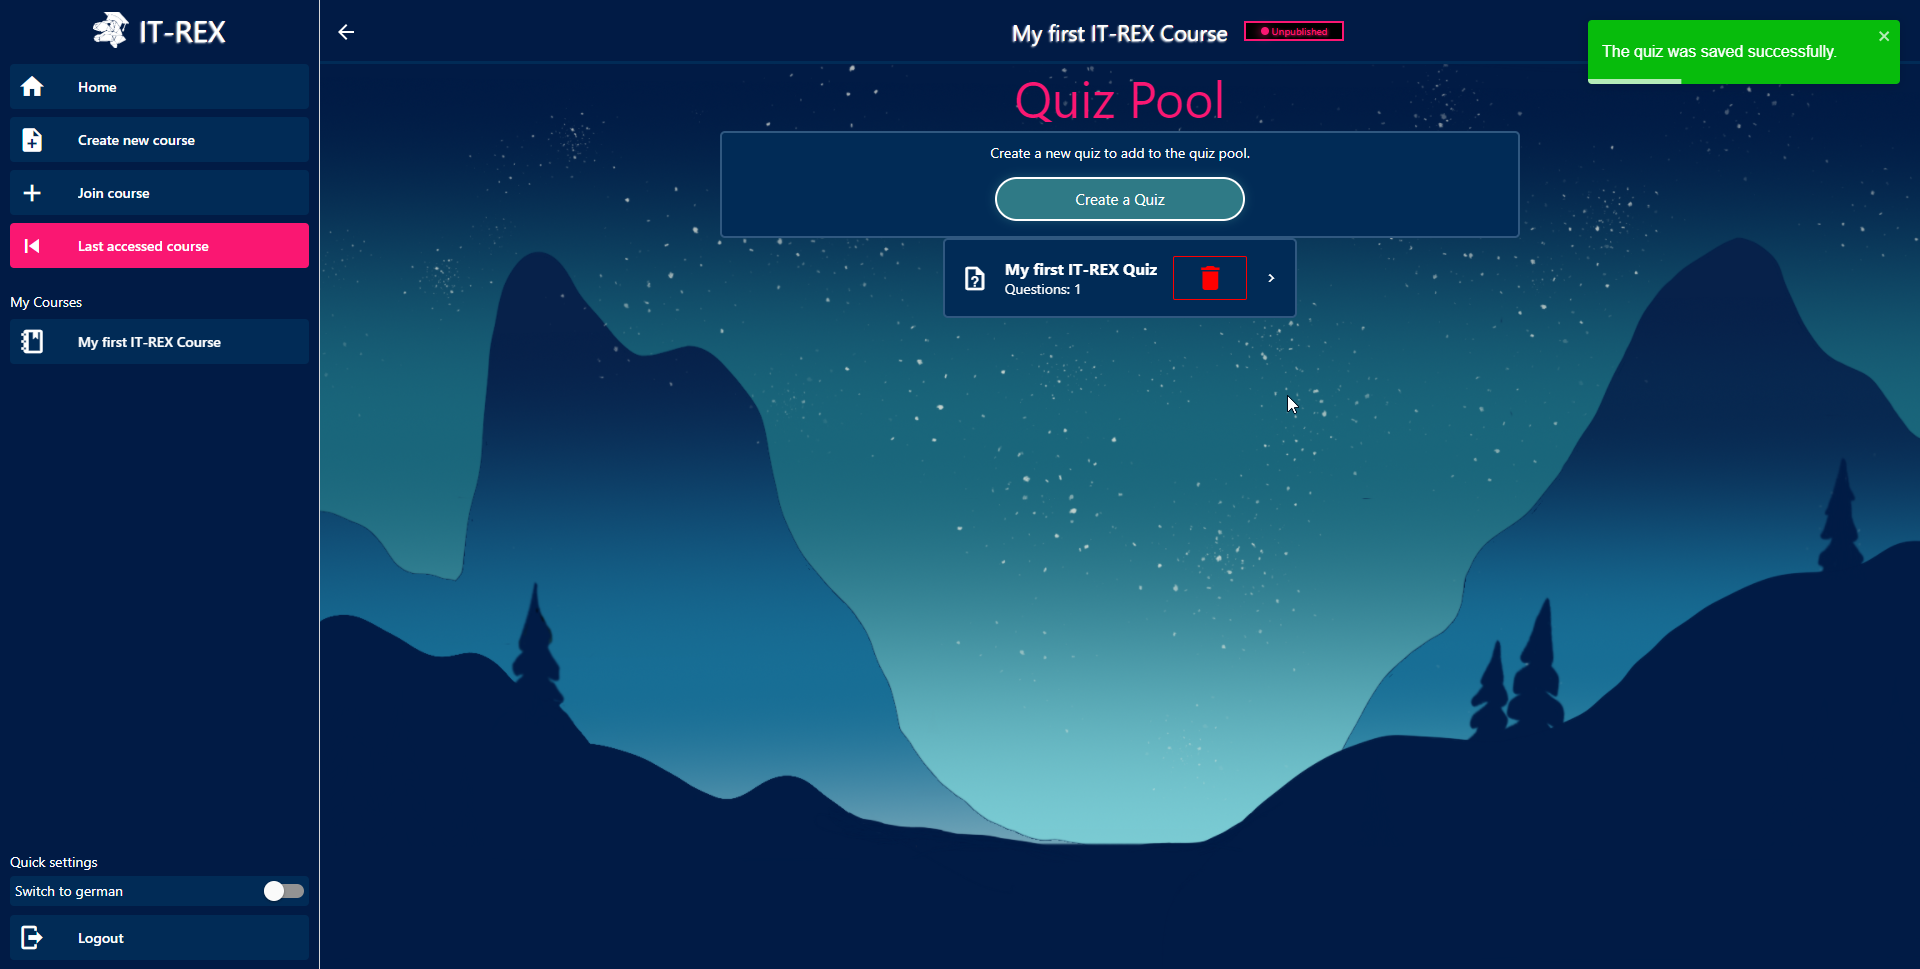 IT-REX
Home
Create new course
Join course
Last accessed course
My Courses
My first IT-REX Course
Quick settings
Switch to german
Logout
My first IT-REX Course
Unpublished
The quiz was saved successfully.
Quiz Pool
Create a new quiz to add to the quiz pool.
Create a Quiz
My first IT-REX Quiz
Questions: 1